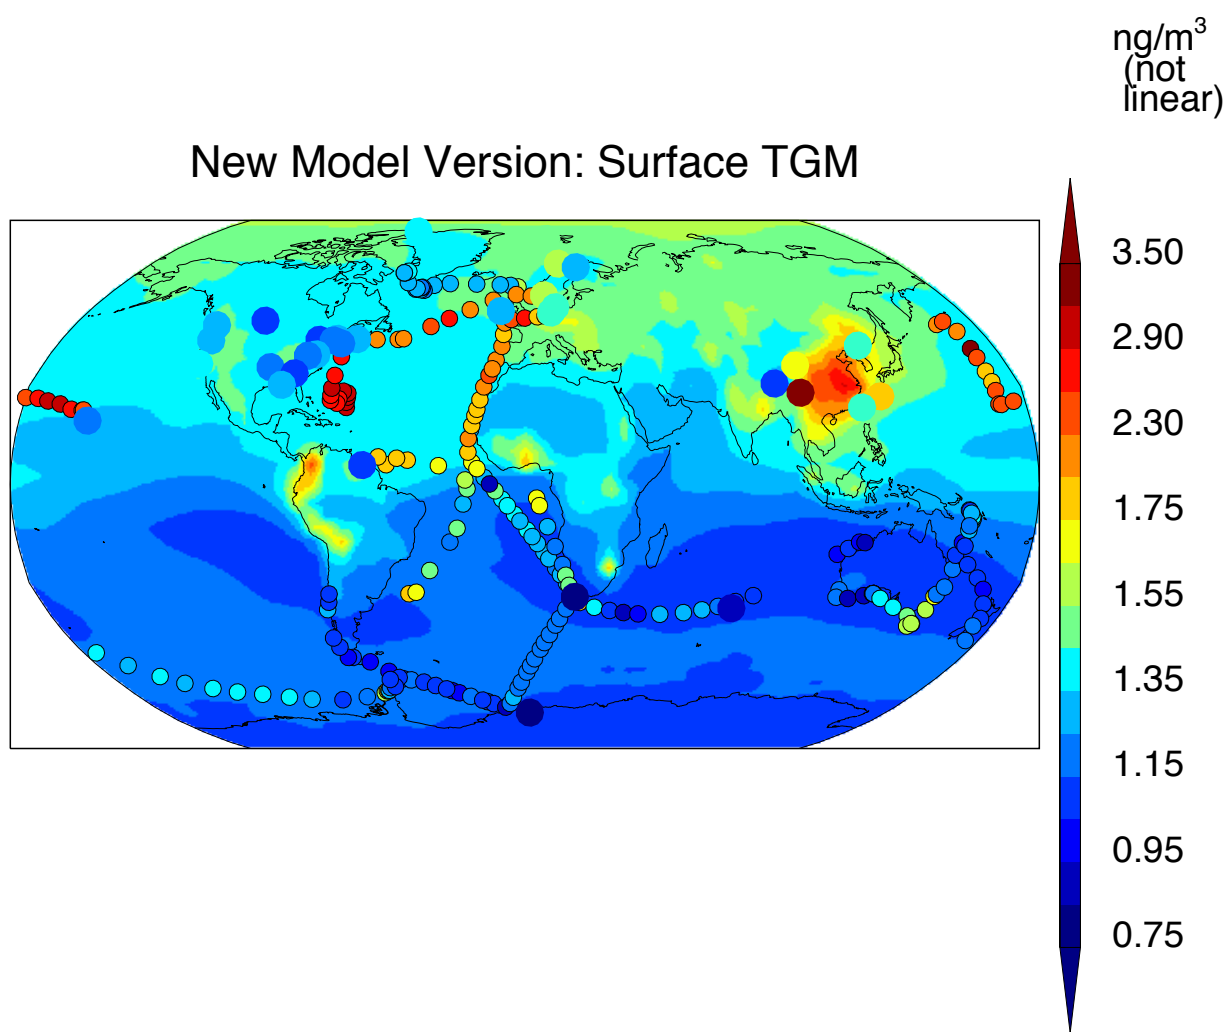 ng/m³
(not
linear)
New Model Version: Surface TGM
3.50
2.90
2.30
1.75
1.55
1.35
1.15
0.95
0.75